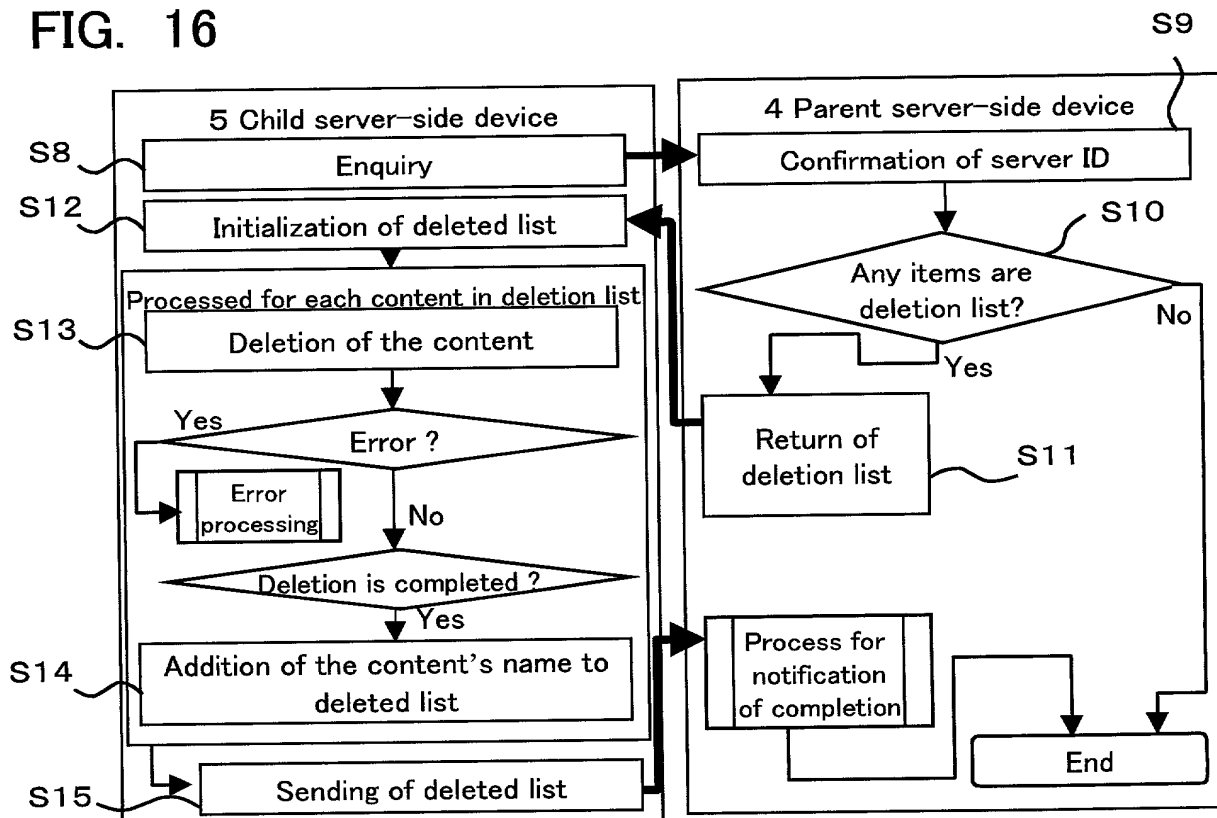 FIG. 16
S9
5 Child server-side device
4 Parent server-side device
S8
Enquiry
Confirmation of server ID
S12
Initialization of deleted list
S10
Any items are
deletion list?
No
Yes
Processed for each content in deletion list
S13
Deletion of the content
Yes
Error ?
Return of
deletion list
S11
Error
processing
No
Deletion is completed ?
Yes
S14
Addition of the content's name to
deleted list
Process for
notification
of completion
End
S15
Sending of deleted list